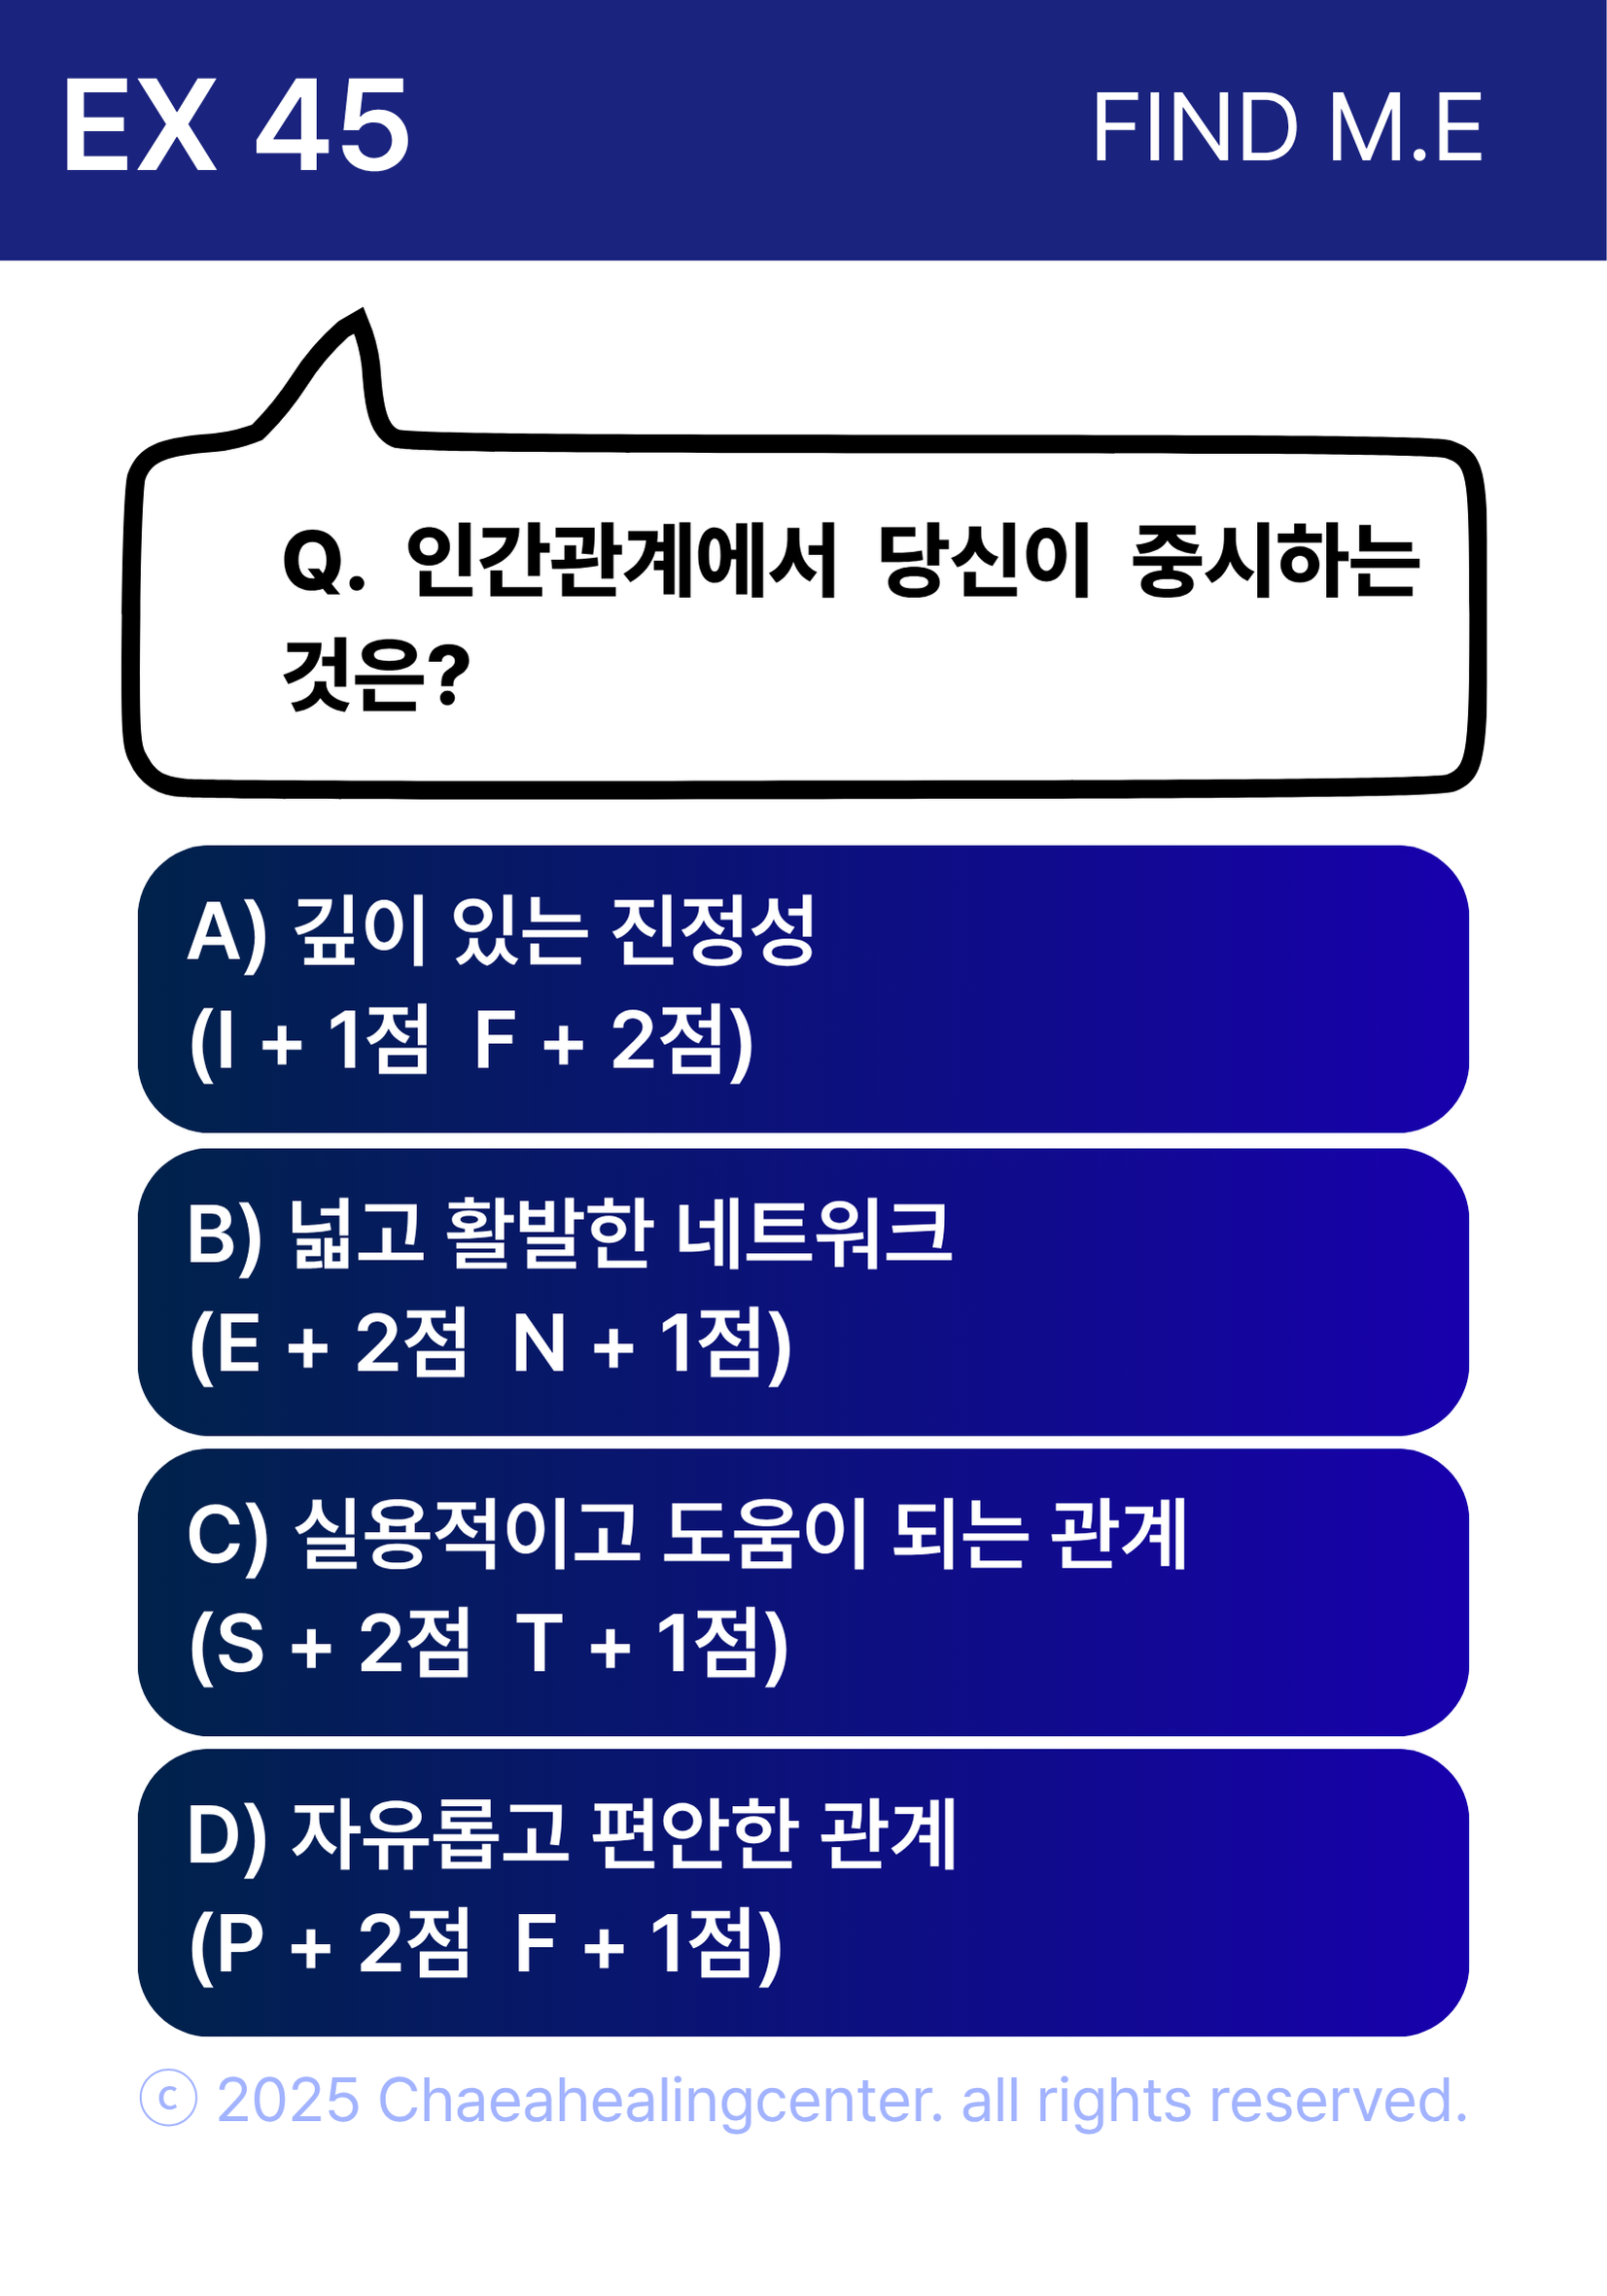 EX 45
FIND M.E
Q. 인간관계에서 당신이 중시하는
것은?
A) 깊이 있는 진정성
(I + 1점 F + 2점)
B) 넓고 활발한 네트워크
(E + 2점 N + 1점)
C) 실용적이고 도움이 되는 관계
(S + 2점 T + 1점)
D) 자유롭고 편안한 관계
(P + 2점 F + 1점)
© 2025 Chaeahealingcenter. all rights reserved.